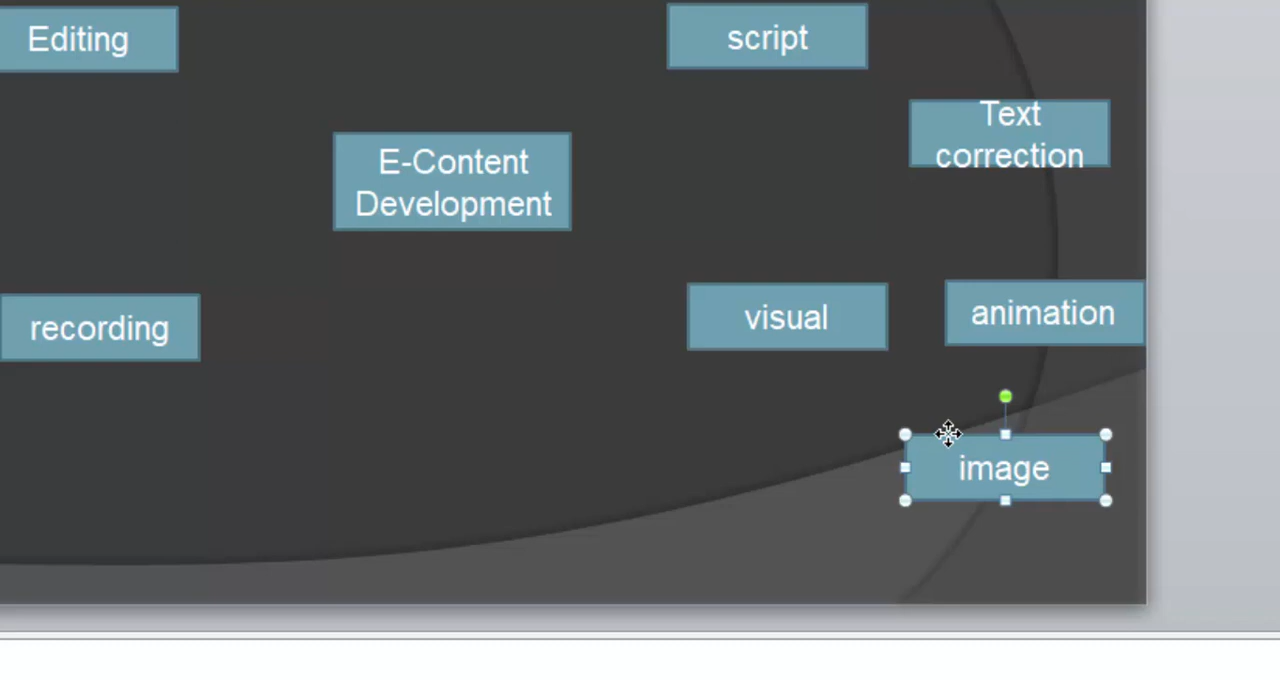 Editing
script
Text
correction
E-Content
Development
recording
visual
animation
image